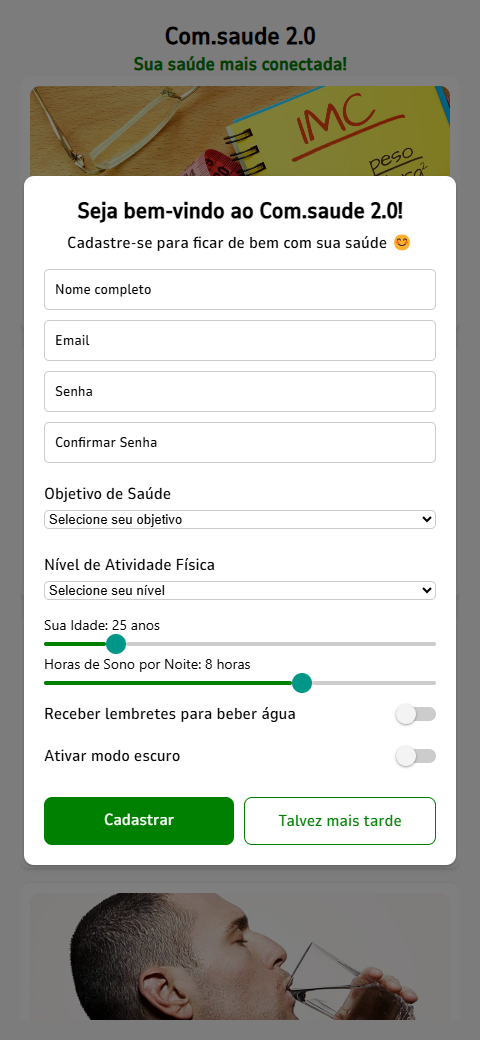 Com.saude 2.0
Sua saúde mais conectada!
IMC
peso
Seja bem-vindo ao Com.saude 2.0!
Cadastre-se para ficar de bem com sua saúde 😊
Nome completo
Email
Senha
Confirmar Senha
Objetivo de Saúde
Selecione seu objetivo
Nível de Atividade Física
Selecione seu nível
Sua Idade: 25 anos
Horas de Sono por Noite: 8 horas
Receber lembretes para beber água
Ativar modo escuro
Cadastrar
Talvez mais tarde